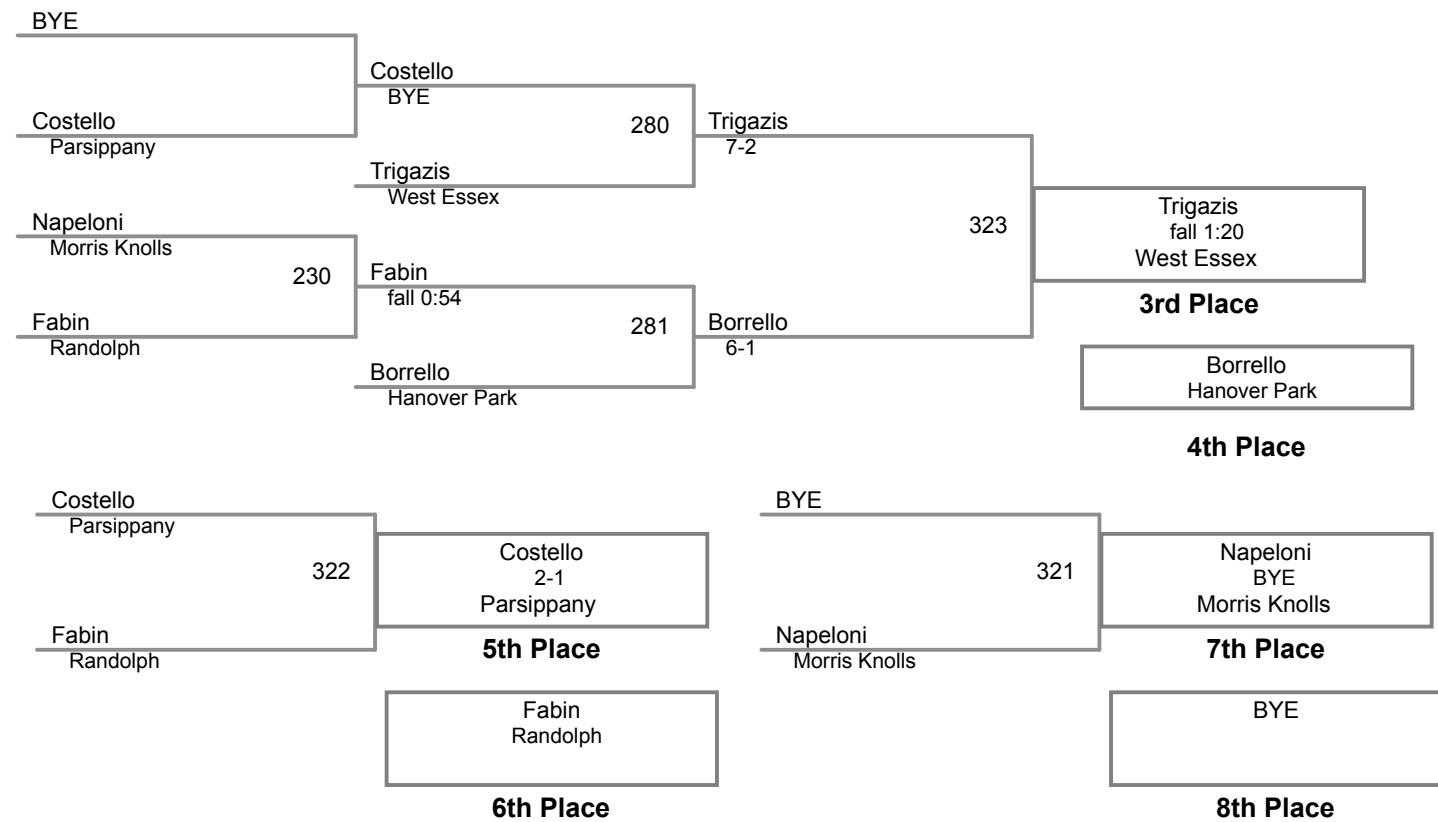 BYE
Costello
BYE
Costello
Parsippany
280
Trigazis
7-2
Trigazis
West Essex
Napeloni
Morris Knolls
323
Trigazis
fall 1:20
West Essex
3rd Place
230
Fabin
fall 0:54
Fabin
Randolph
281
Borrello
6-1
Borrello
Hanover Park
Borrello
Hanover Park
4th Place
Costello
Parsippany
322
Costello
2-1
Parsippany
5th Place
Fabin
Randolph
Fabin
Randolph
6th Place
BYE
321
Napeloni
BYE
Morris Knolls
7th Place
Napeloni
Morris Knolls
BYE
8th Place